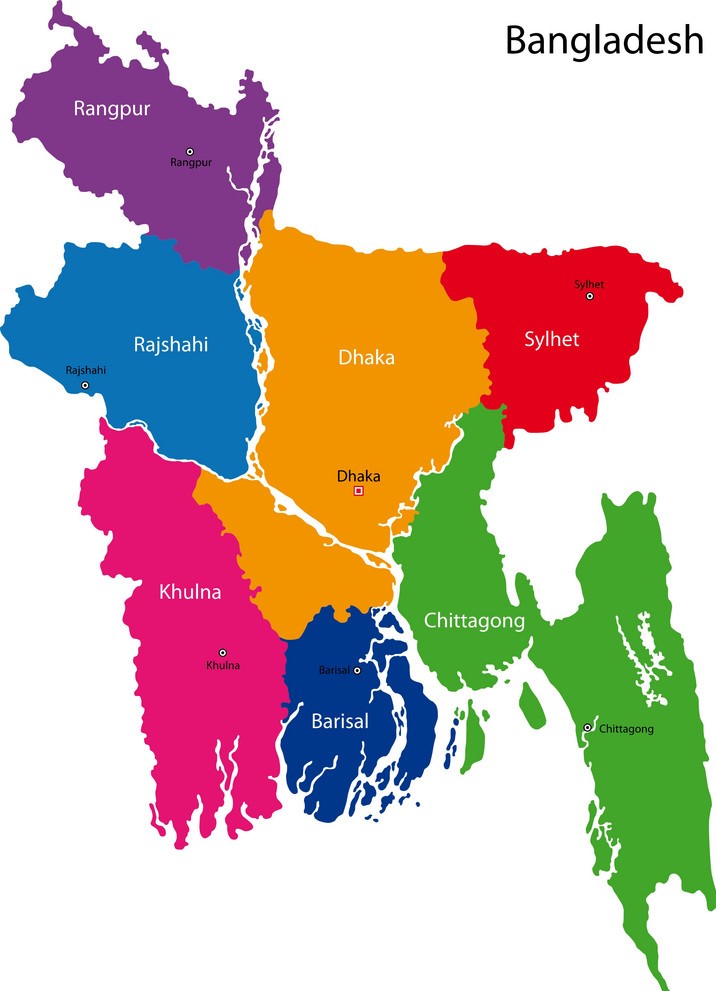 Bangladesh
Rangpur
Rangpur
Sylhet
Rajshahi
Dhaka
Sylhet
Rajshahi
Dhaka
Khulna
Chittagong
Khulna
Barisal
Barisal
Chittagong